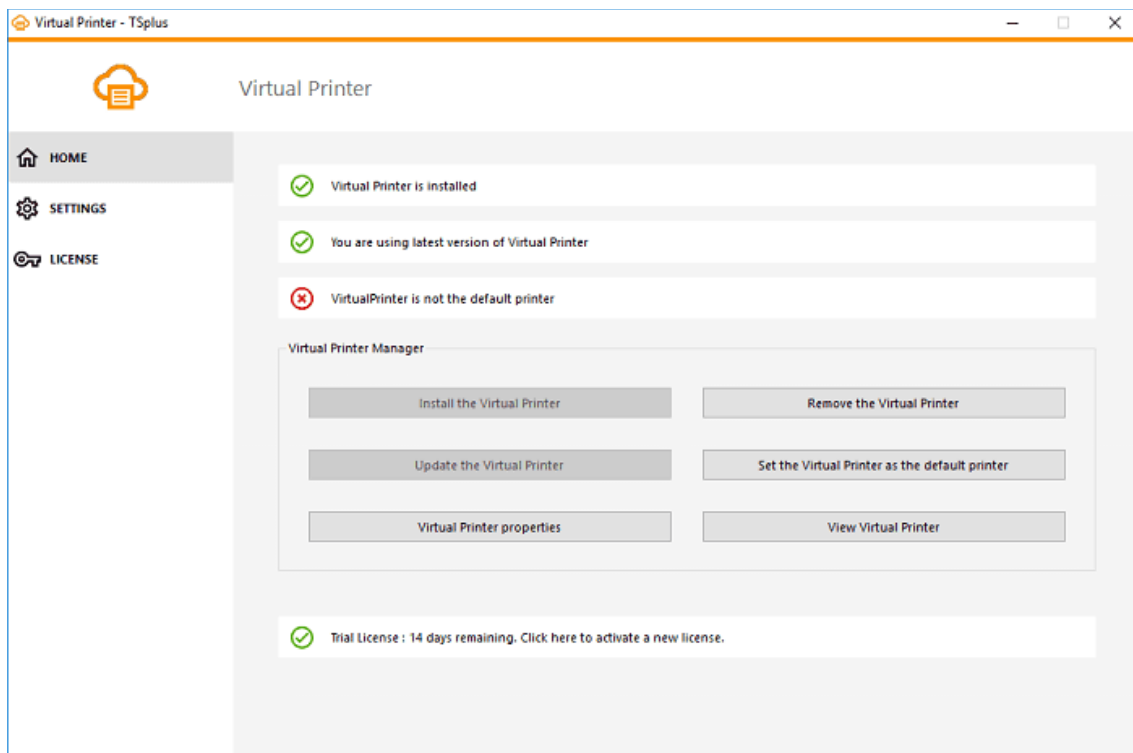 Virtual Printer - TSplus
Virtual Printer
HOME
SETTINGS
LICENSE
Virtual Printer is installed
You are using latest version of Virtual Printer
VirtualPrinter is not the default printer
Virtual Printer Manager
Install the Virtual Printer
Remove the Virtual Printer
Update the Virtual Printer
Set the Virtual Printer as the default printer
Virtual Printer properties
View Virtual Printer
Trial License : 14 days remaining. Click here to activate a new license.